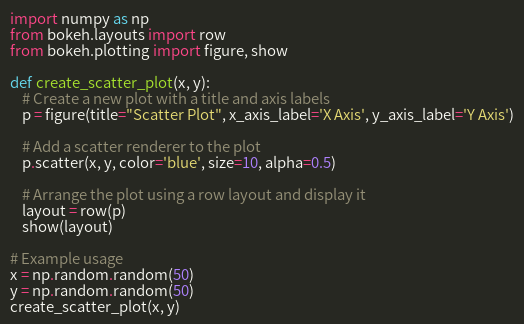 import numpy as np
from bokeh.layouts import row
from bokeh.plotting import figure, show

def create_scatter_plot(x, y):
    # Create a new plot with a title and axis labels
    p = figure(title="Scatter Plot", x_axis_label='X Axis', y_axis_label='Y Axis')

    # Add a scatter renderer to the plot
    p.scatter(x, y, color='blue', size=10, alpha=0.5)

    # Arrange the plot using a row layout and display it
    layout = row(p)
    show(layout)

# Example usage
x = np.random.random(50)
y = np.random.random(50)
create_scatter_plot(x, y)